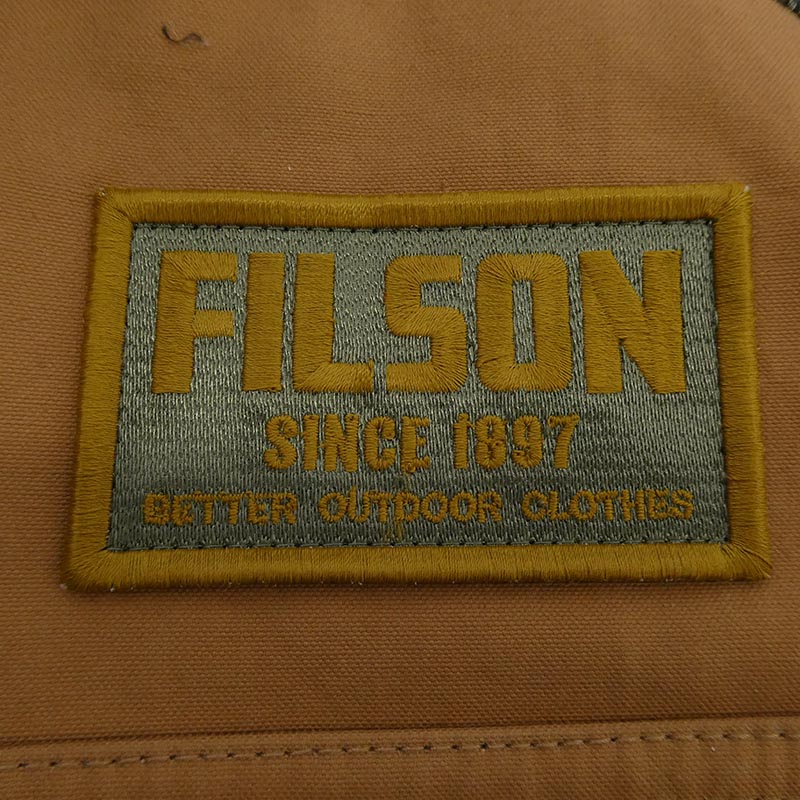 FILSON
SINCE 1897
BETTER OUTDOOR CLOTHES